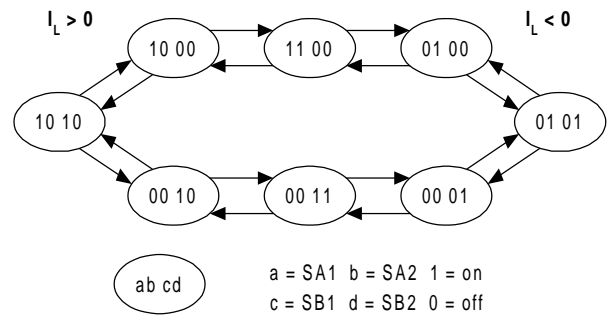 I_L > 0 I_L < 0
10 00 11 00 01 00
10 10 01 01
00 10 00 11 00 01
ab cd
a = SA1 b = SA2 1 = on
c = SB1 d = SB2 0 = off